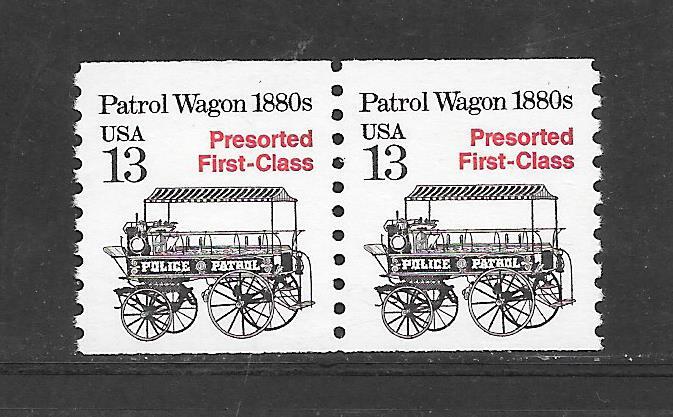 Patrol Wagon 1880s
USA
13
Presorted
First-Class
POLICE PATROL
Patrol Wagon 1880s
USA
13
Presorted
First-Class
POLICE PATROL